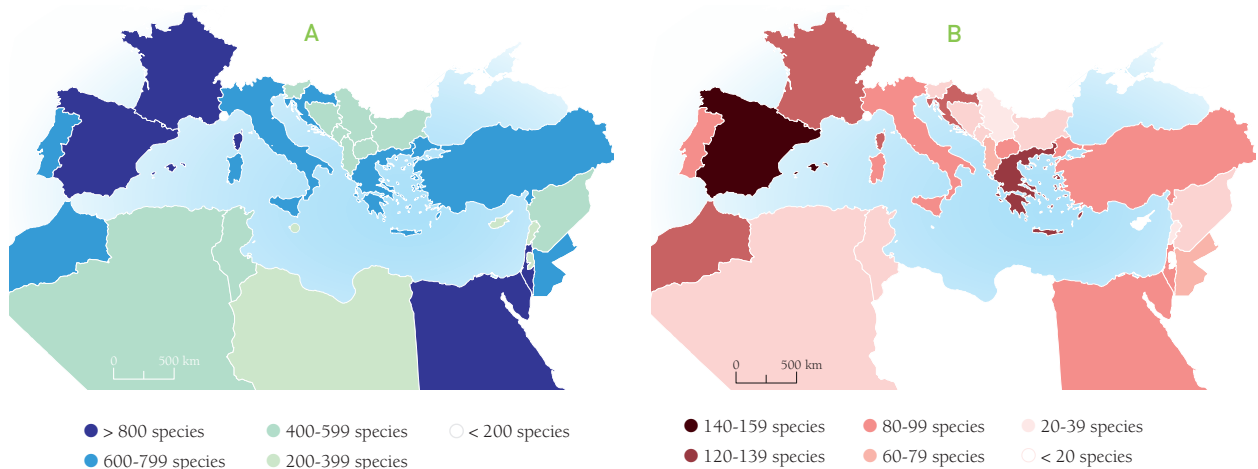 A
B
0 500 km
0 500 km
> 800 species
400-599 species
< 200 species
600-799 species
200-399 species
140-159 species
80-99 species
20-39 species
120-139 species
60-79 species
< 20 species